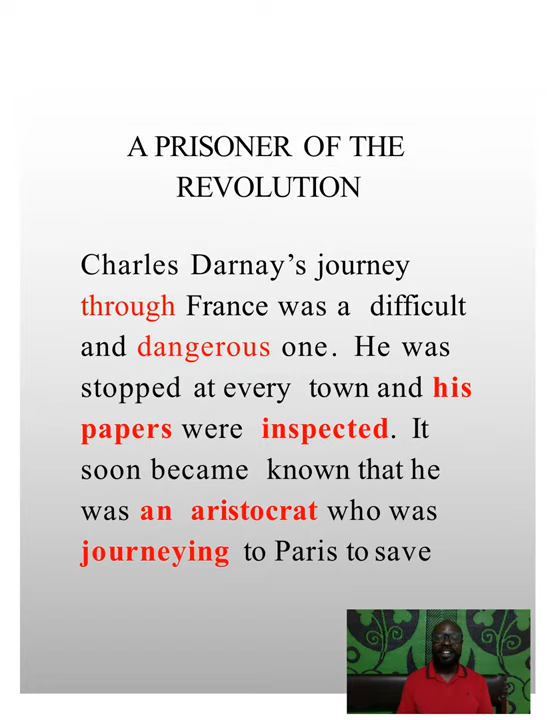 A PRISONER OF THE
REVOLUTION
Charles Darnay’s journey
through France was a difficult
and dangerous one. He was
stopped at every town and his
papers were inspected. It
soon became known that he
was an aristocrat who was
journeying to Paris to save